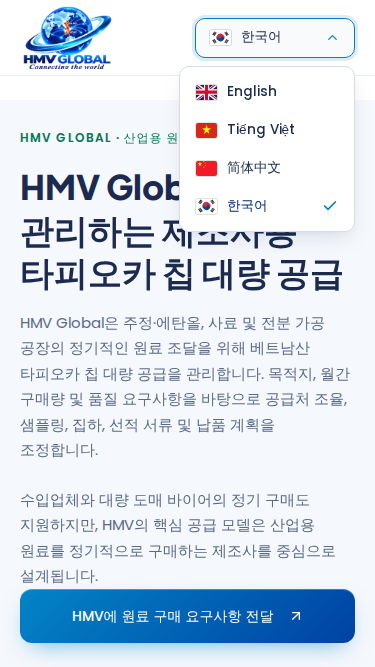 HMV GLOBAL
Connecting the world
한국어
English
Tiếng Việt
简体中文
한국어
HMV GLOBAL · 산업용 원
HMV Glob
관리하는 제조사용
타피오카 칩 대량 공급
HMV Global은 주정·에탄올, 사료 및 전분 가공
공장의 정기적인 원료 조달을 위해 베트남산
타피오카 칩 대량 공급을 관리합니다. 목적지, 월간
구매량 및 품질 요구사항을 바탕으로 공급처 조율,
샘플링, 집하, 선적 서류 및 납품 계획을
조정합니다.
수입업체와 대량 도매 바이어의 정기 구매도
지원하지만, HMV의 핵심 공급 모델은 산업용
원료를 정기적으로 구매하는 제조사를 중심으로
설계됩니다.
HMV에 원료 구매 요구사항 전달